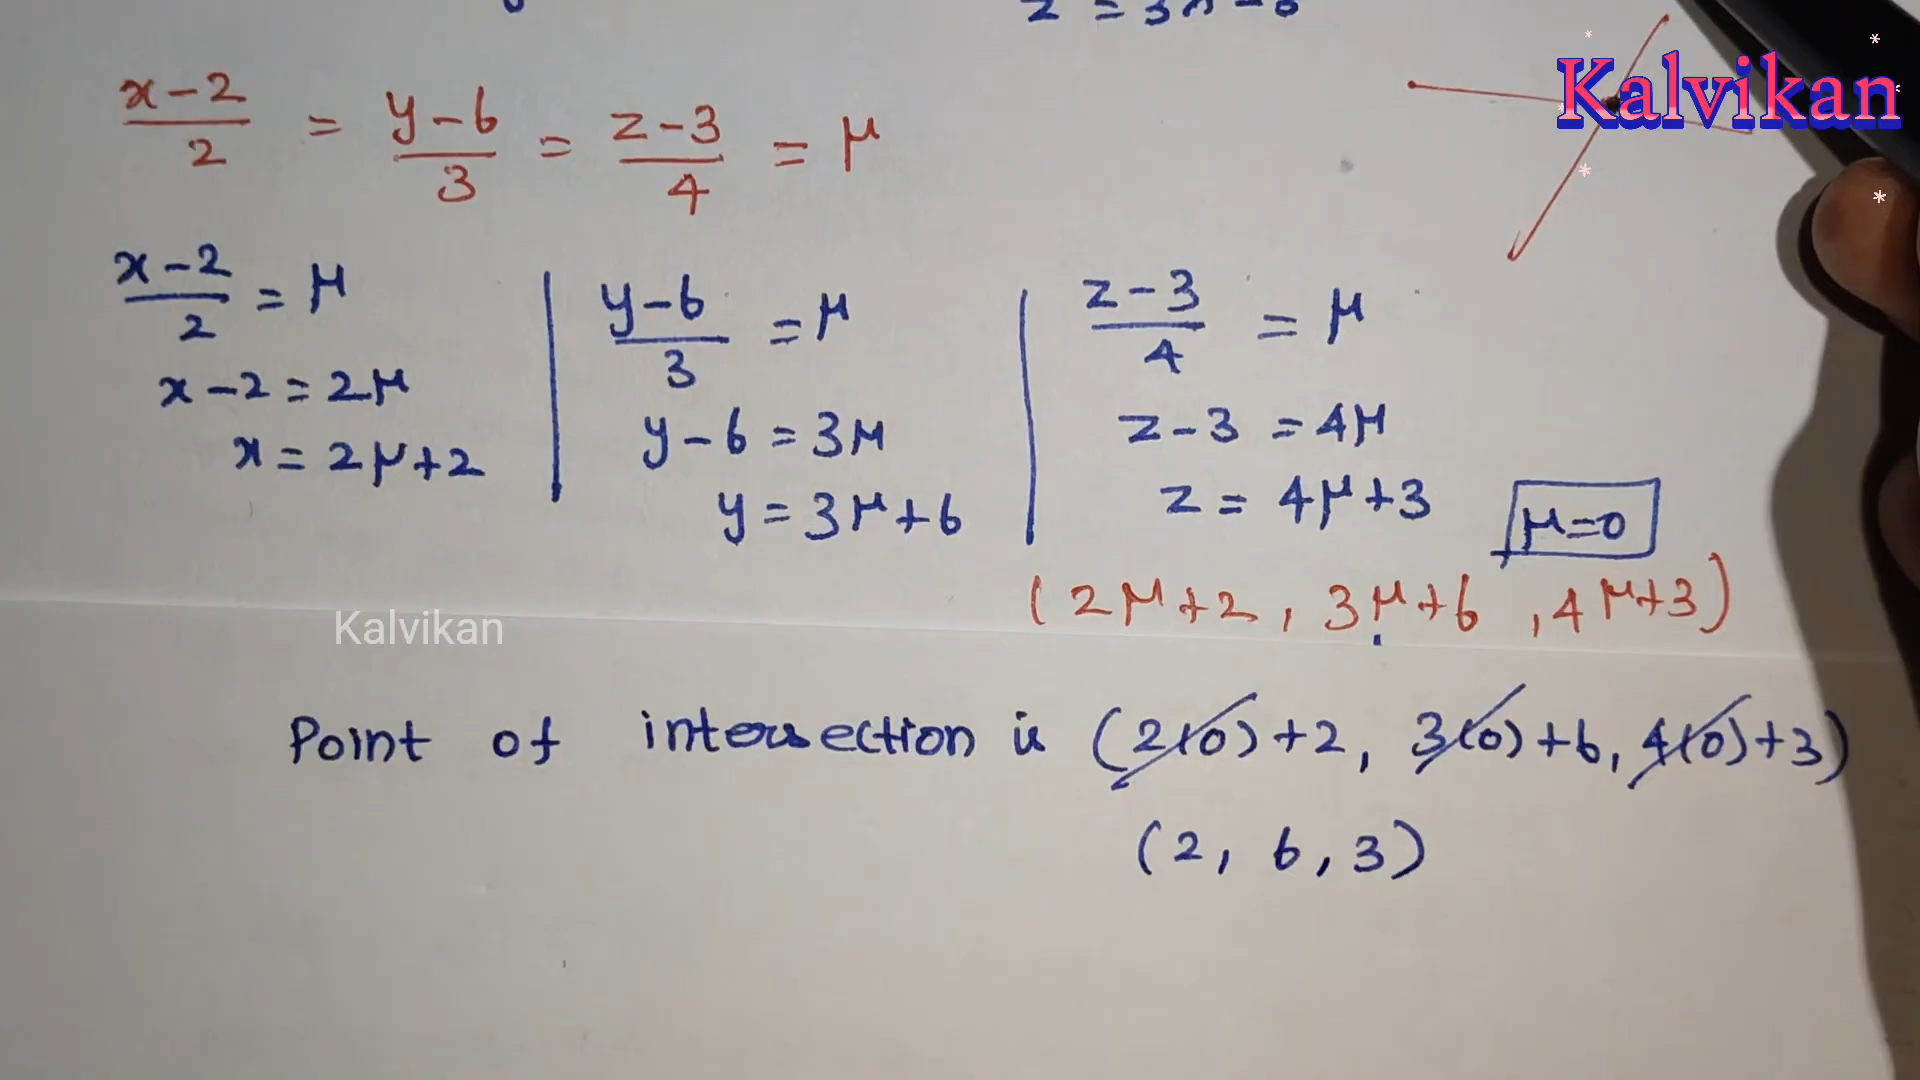 Kalvikan
x-2/2 = y-6/3 = z-3/4 = μ
x-2/2 = μ
x-2 = 2μ
x = 2μ+2
y-6/3 = μ
y-6 = 3μ
y = 3μ+6
z-3/4 = μ
z-3 = 4μ
z = 4μ+3
μ=0
(2μ+2, 3μ+6, 4μ+3)
Kalvikan
Point of intersection is (2(0)+2, 3(0)+6, 4(0)+3)
(2, 6, 3)